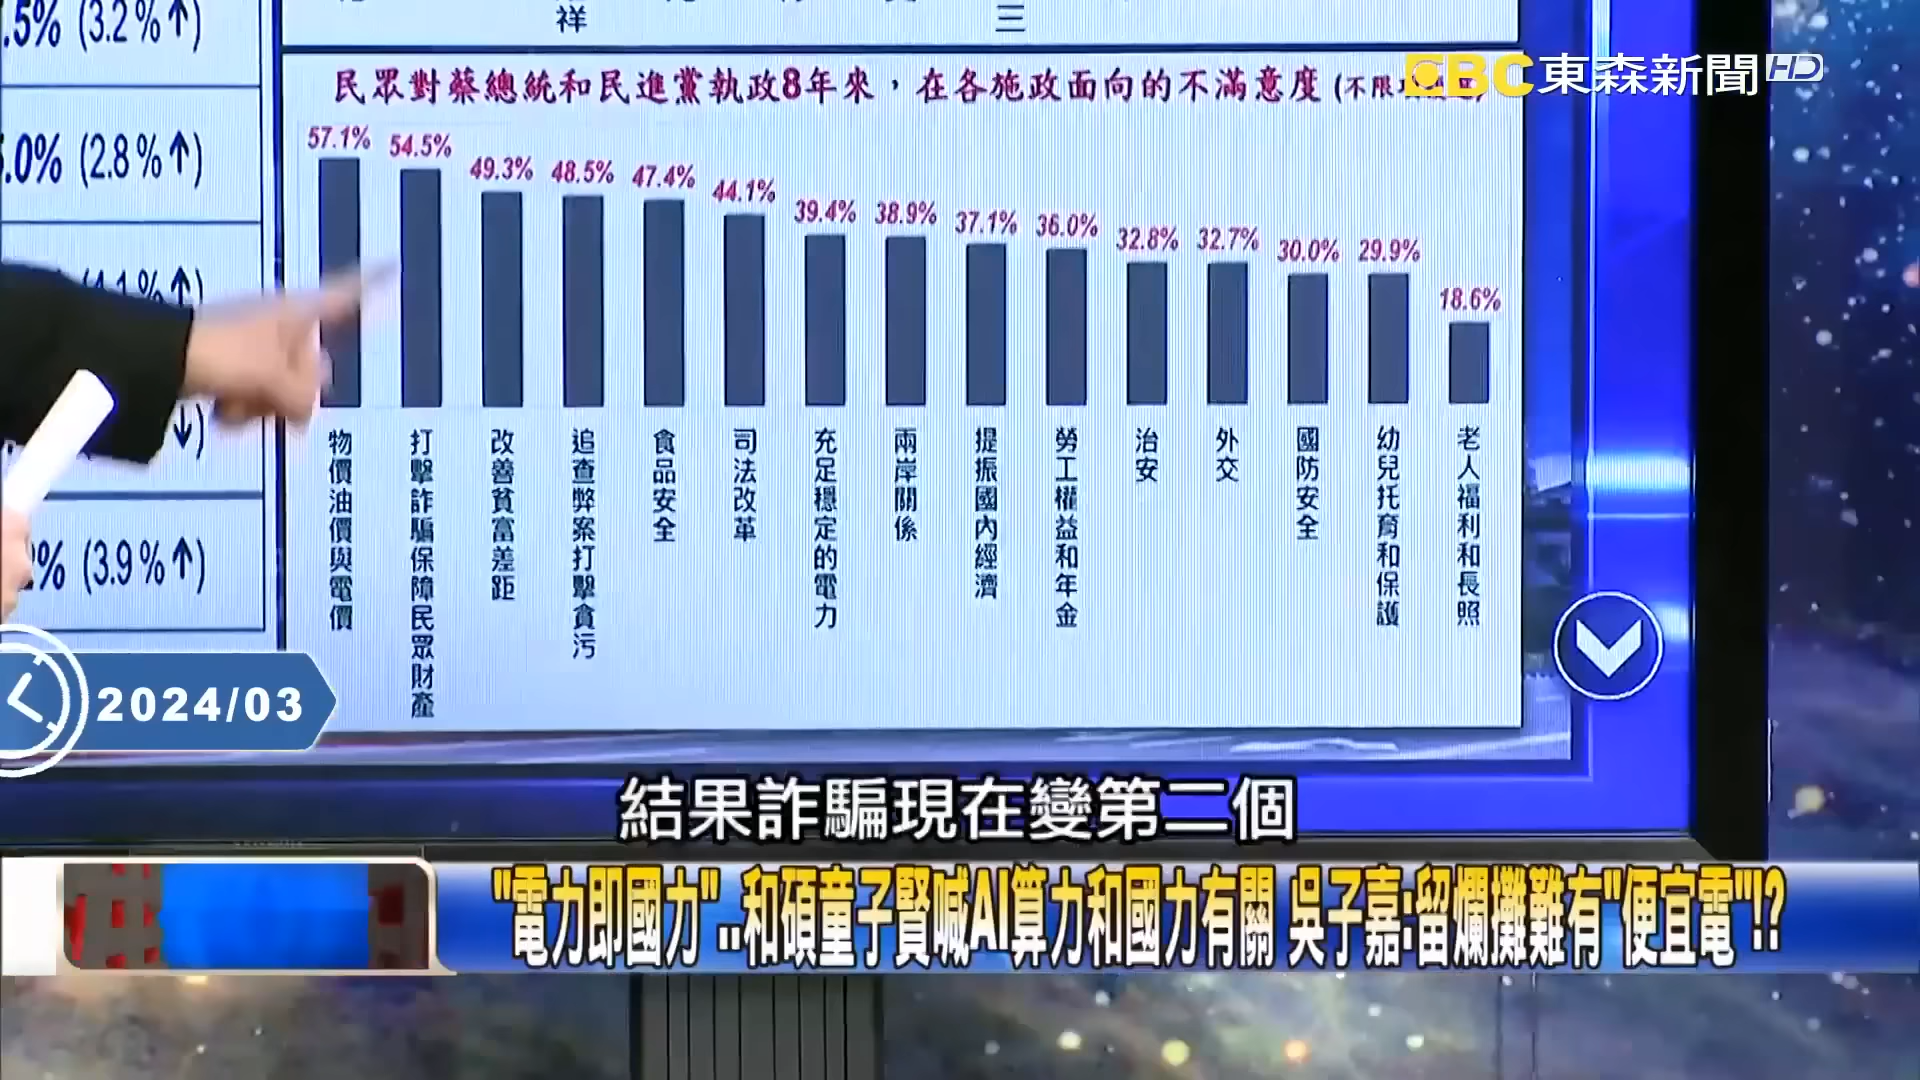 .5% (3.2%↑)
祥
三
EBC 東森新聞 HD
民眾對蔡總統和民進黨執政8年來，在各施政面向的不滿意度
.0% (2.8%↑)
57.1% 54.5% 49.3% 48.5% 47.4% 44.1% 39.4% 38.9% 37.1% 36.0% 32.8% 32.7% 30.0% 29.9% 18.6%
物價油價與電價
打擊詐騙保障民眾財產
改善貧富差距
追查弊案打擊貪污
食品安全
司法改革
充足穩定的電力
兩岸關係
提振國內經濟
勞工權益和年金
治安
外交
國防安全
幼兒托育和保護
老人福利和長照
% (3.9%↑)
2024/03
結果詐騙現在變第二個
"電力即國力"..和碩童子賢喊AI算力和國力有關 吳子嘉:留爛攤難有"便宜電"!?